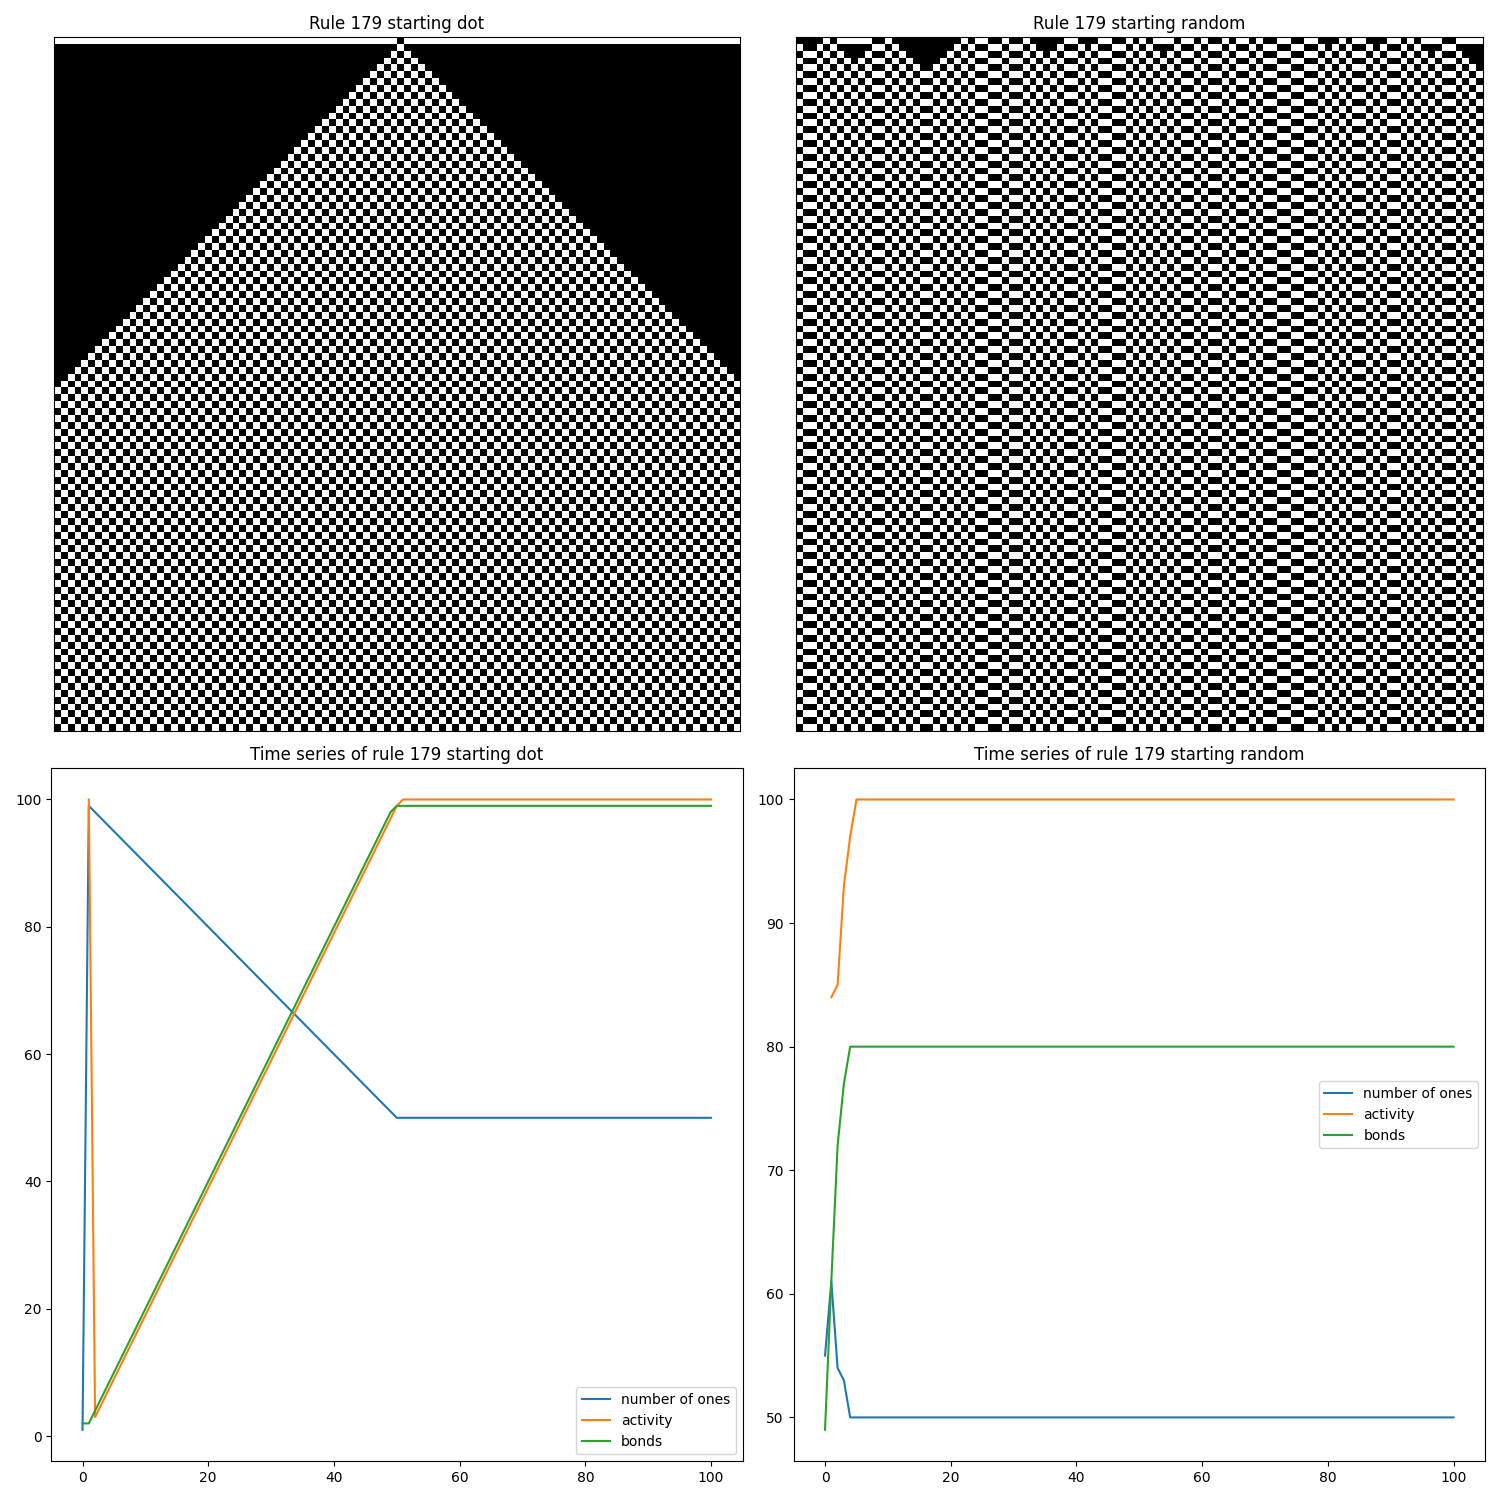 Rule 179 starting dot
Rule 179 starting random
Time series of rule 179 starting dot
100
80
60
40
20
0
0 20 40 60 80 100
number of ones
activity
bonds
Time series of rule 179 starting random
100
90
80
70
60
50
0 20 40 60 80 100
number of ones
activity
bonds